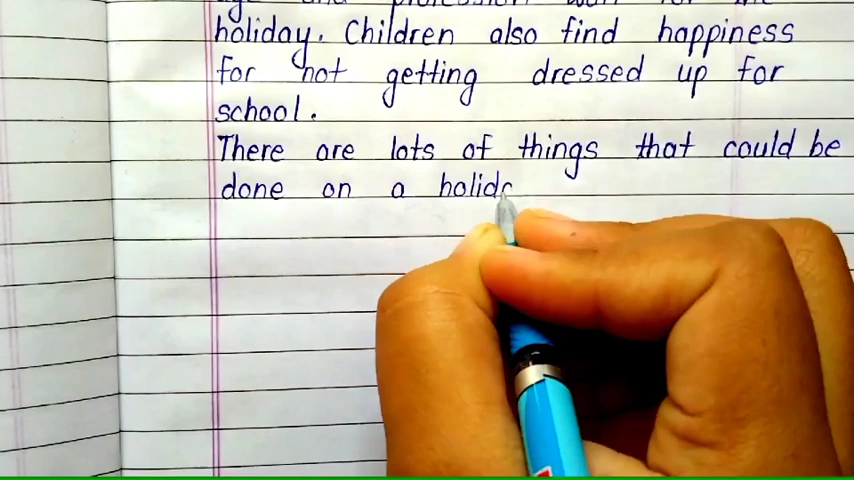 holiday. Children also find happiness
for not getting dressed up for
school.
There are lots of things that could be
done on a holida